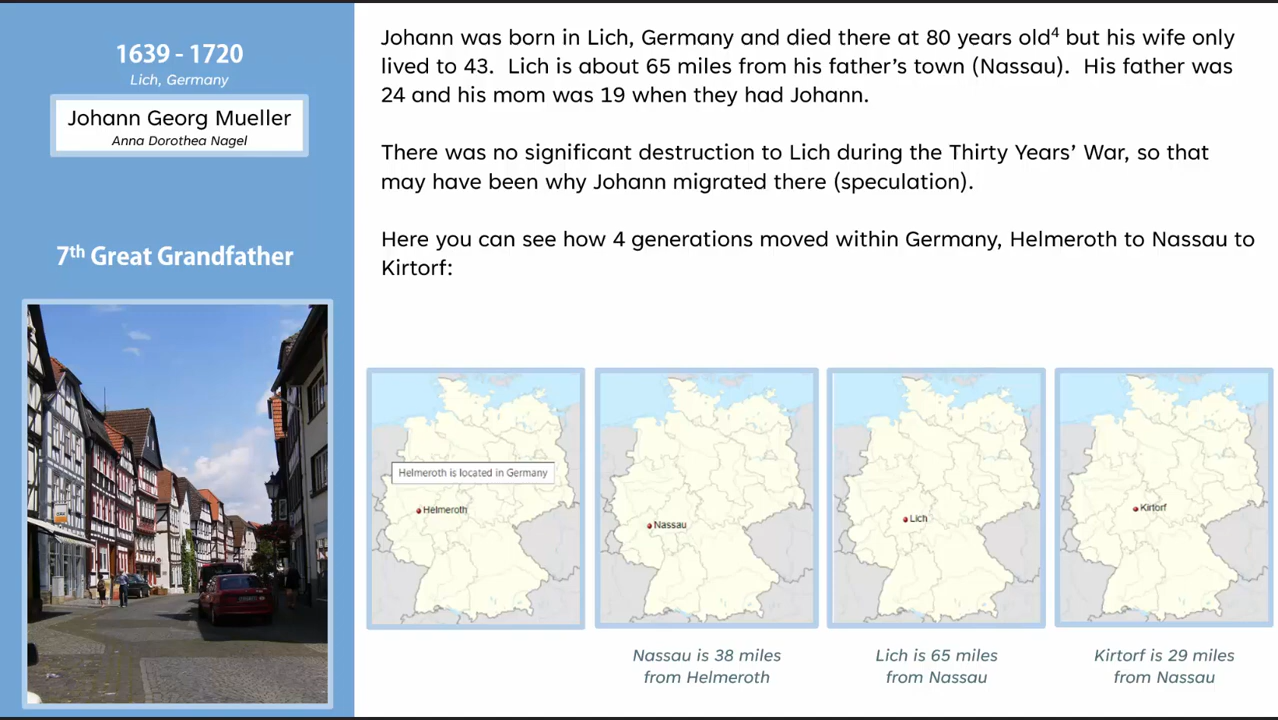 1639 - 1720
Lich, Germany
Johann Georg Mueller
Anna Dorothea Nagel
7th Great Grandfather
Johann was born in Lich, Germany and died there at 80 years old4 but his wife only
lived to 43. Lich is about 65 miles from his father's town (Nassau). His father was
24 and his mom was 19 when they had Johann.
There was no significant destruction to Lich during the Thirty Years' War, so that
may have been why Johann migrated there (speculation).
Here you can see how 4 generations moved within Germany, Helmeroth to Nassau to
Kirtorf:
Helmeroth is located in Germany
Helmeroth
Nassau
Lich
Kirtorf
Nassau is 38 miles
from Helmeroth
Lich is 65 miles
from Nassau
Kirtorf is 29 miles
from Nassau